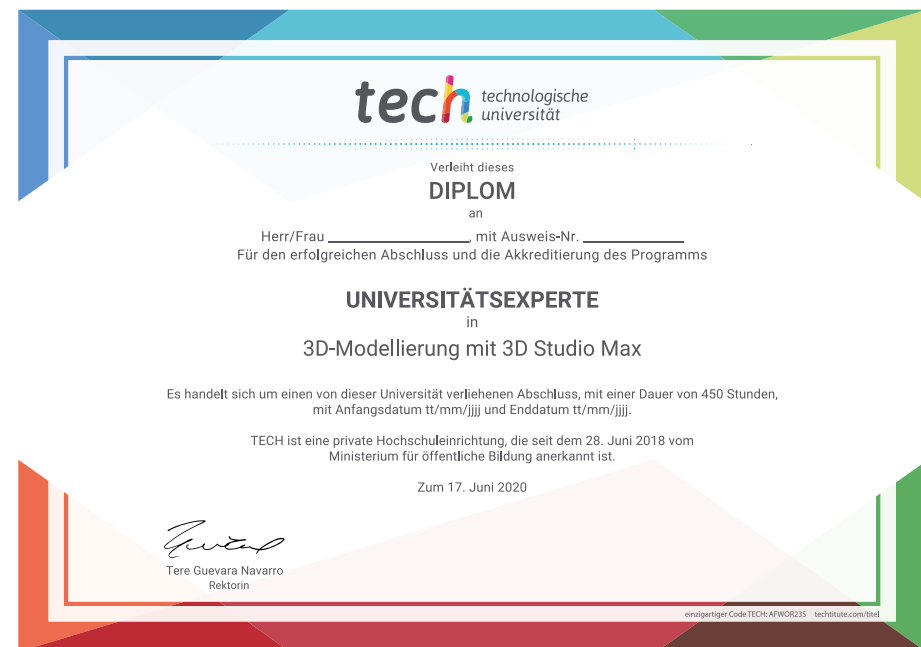 tech technologische
universität
Verleiht dieses
DIPLOM
an
Herr/Frau ____________, mit Ausweis-Nr. ____________
Für den erfolgreichen Abschluss und die Akkreditierung des Programms
UNIVERSITÄTSEXPERTE
in
3D-Modellierung mit 3D Studio Max
Es handelt sich um einen von dieser Universität verliehenen Abschluss, mit einer Dauer von 450 Stunden,
mit Anfangsdatum tt/mm/jjjj und Enddatum tt/mm/jjjj.
TECH ist eine private Hochschuleinrichtung, die seit dem 28. Juni 2018 vom
Ministerium für öffentliche Bildung anerkannt ist.
Zum 17. Juni 2020
Tere Guevara Navarro
Rektorin
einzigartiger Code TECH: AFWOR23S techtitute.com/titel